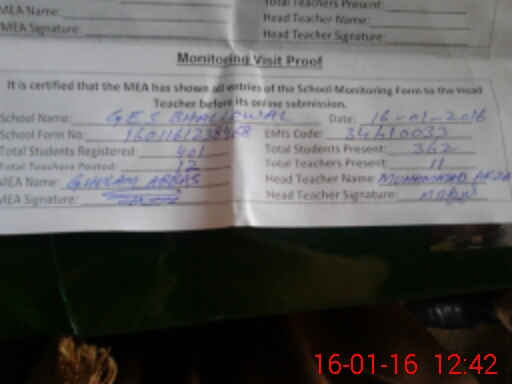 Total Teachers Present:
MEA Name: Head Teacher Name:
MEA Signature: Head Teacher Signature:
Monitoring Visit Proof
It is certified that the MEA has shown all entries of the School Monitoring Form to the Head
Teacher before its online submission.
School Name: GES BHALLOWAL Date: 16-01-2016
School Form No: EMIS Code: 34610033
Total Students Registered: 401 Total Students Present: 362
Total Teachers Posted: 12 Total Teachers Present: 11
MEA Name: GHULAM ABBAS Head Teacher Name: MUHAMMAD
MEA Signature: Head Teacher Signature:
16-01-16 12:42